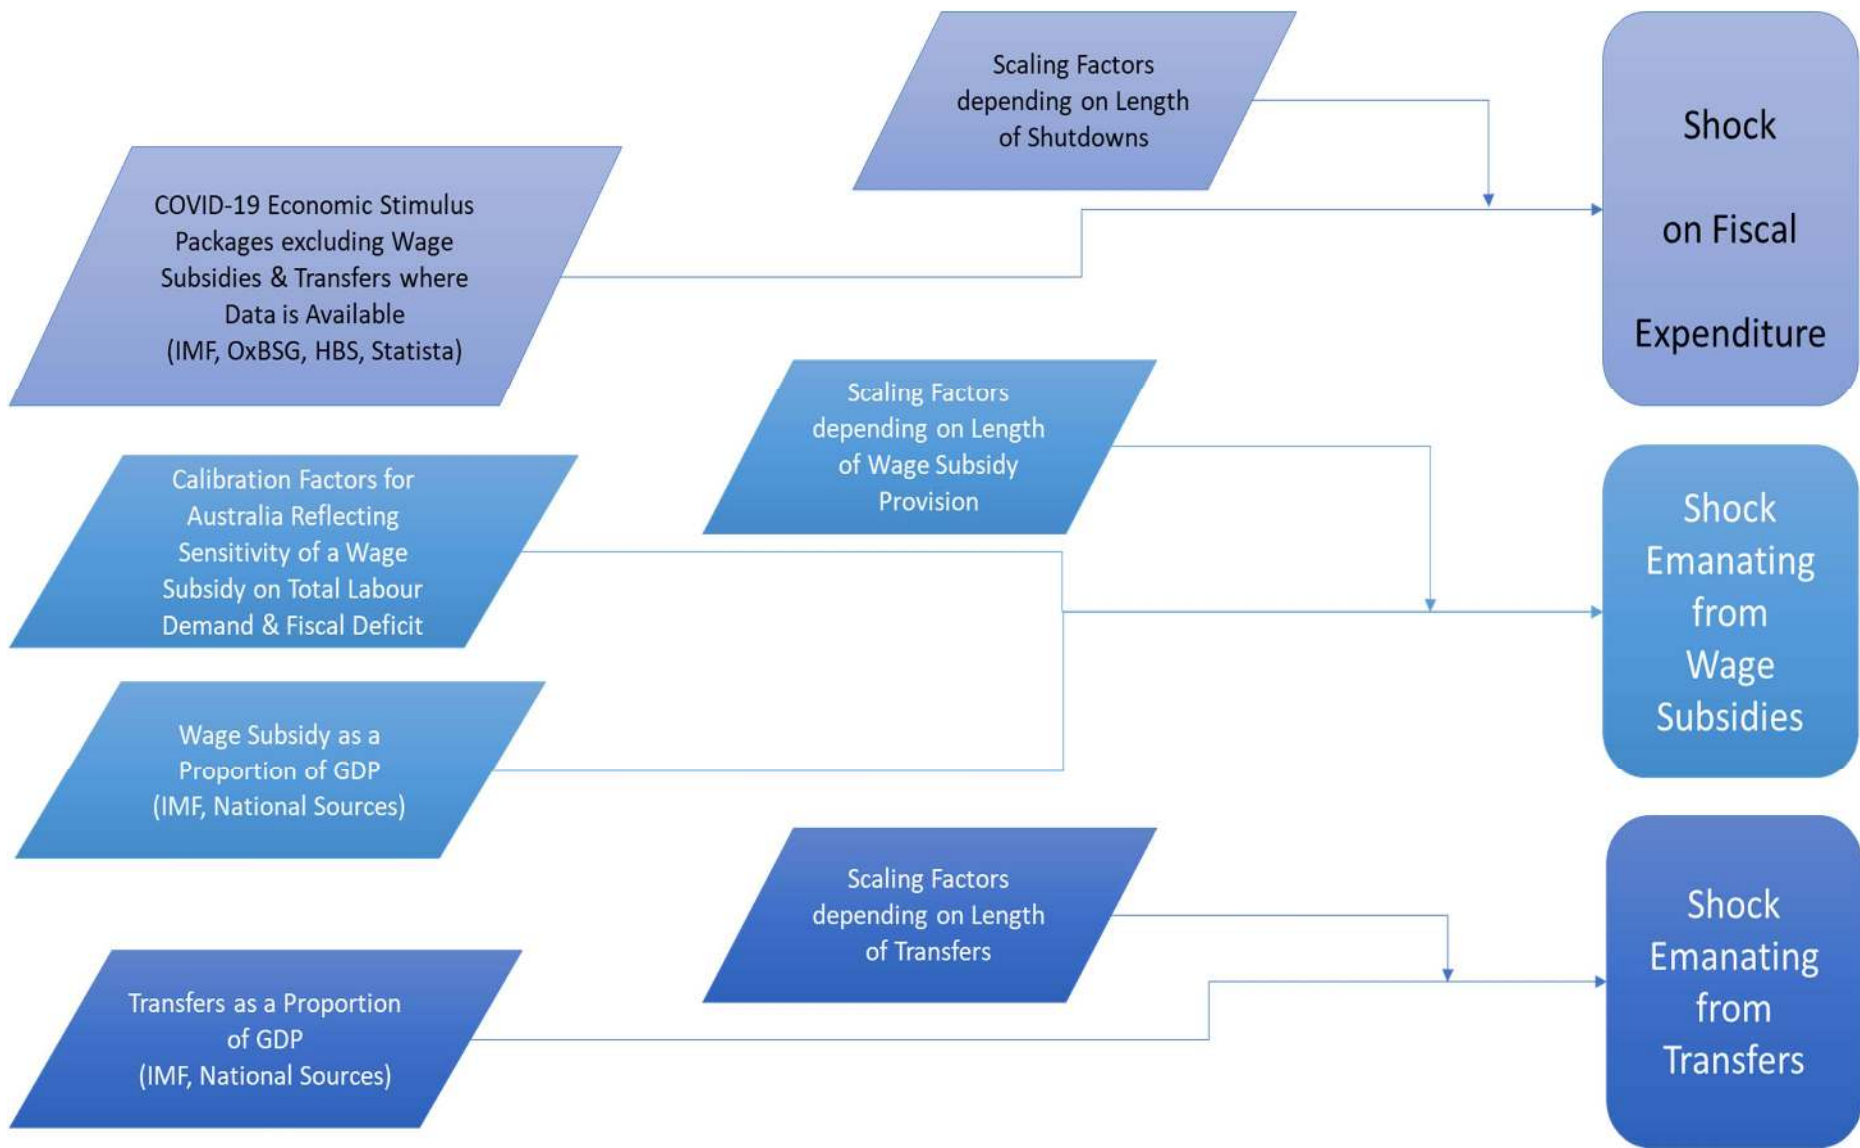 Scaling Factors
depending on Length
of Shutdowns
Shock
on Fiscal
Expenditure
COVID-19 Economic Stimulus
Packages excluding Wage
Subsidies & Transfers where
Data is Available
(IMF, OxBSG, HBS, Statista)
Scaling Factors
depending on Length
of Wage Subsidy
Provision
Calibration Factors for
Australia Reflecting
Sensitivity of a Wage
Subsidy on Total Labour
Demand & Fiscal Deficit
Shock
Emanating
from
Wage
Subsidies
Wage Subsidy as a
Proportion of GDP
(IMF, National Sources)
Scaling Factors
depending on Length
of Transfers
Shock
Emanating
from
Transfers
Transfers as a Proportion
of GDP
(IMF, National Sources)